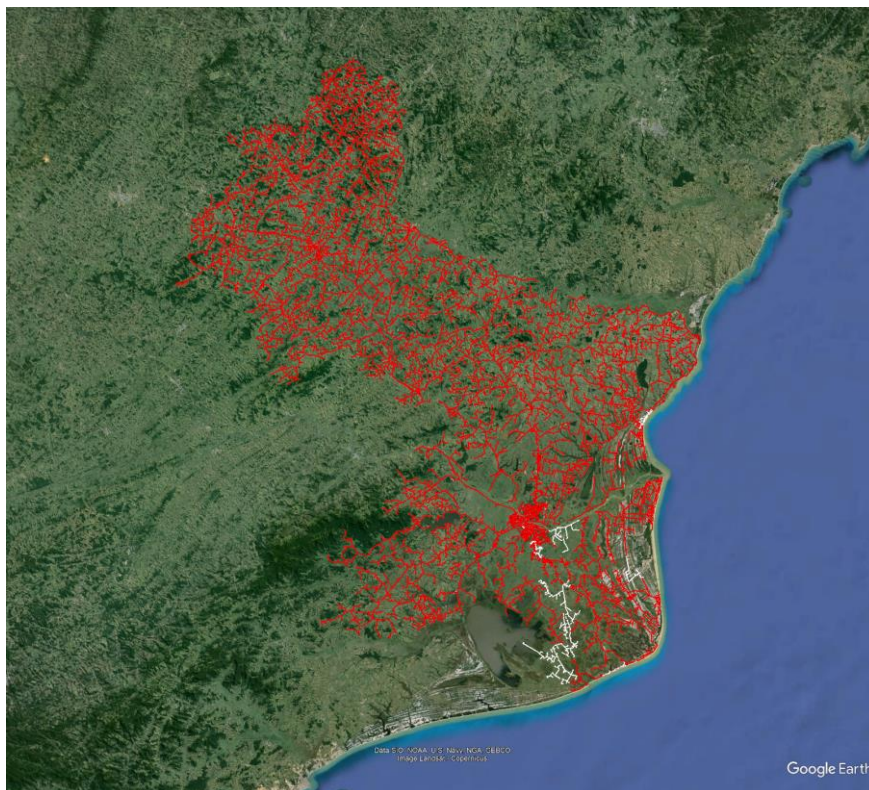 Data SIO, NOAA, U.S. Navy, NGA, GEBCO
Image Landsat / Copernicus
Google Earth